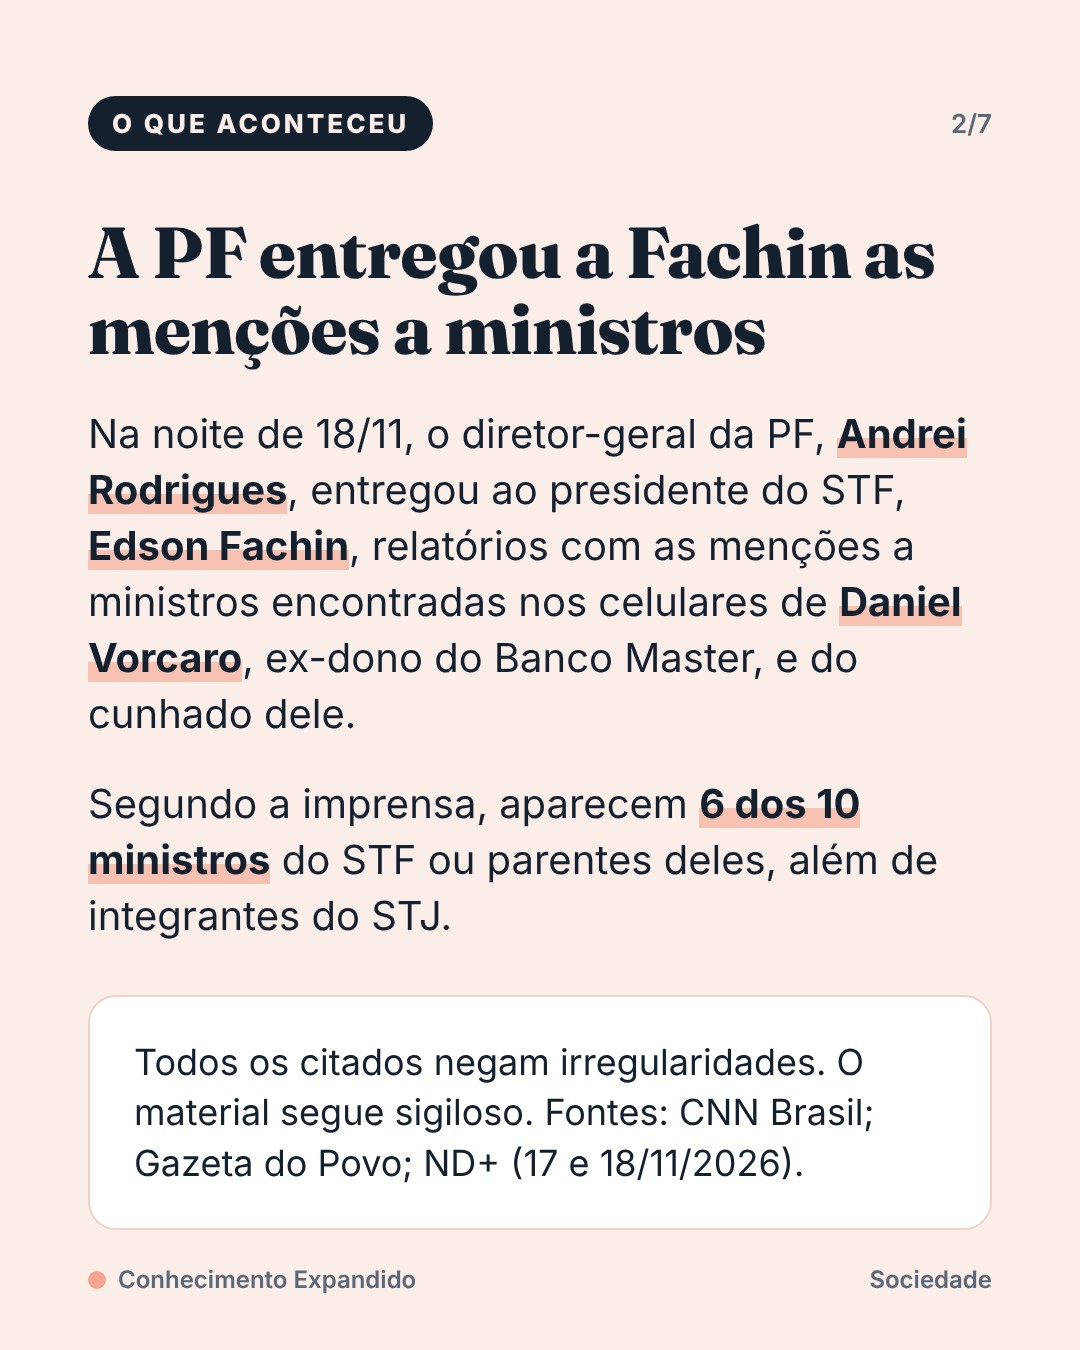 O QUE ACONTECEU
2/7
A PF entregou a Fachin as
menções a ministros
Na noite de 18/11, o diretor-geral da PF, Andrei
Rodrigues, entregou ao presidente do STF,
Edson Fachin, relatórios com as menções a
ministros encontradas nos celulares de Daniel
Vorcaro, ex-dono do Banco Master, e do
cunhado dele.
Segundo a imprensa, aparecem 6 dos 10
ministros do STF ou parentes deles, além de
integrantes do STJ.
Todos os citados negam irregularidades. O
material segue sigiloso. Fontes: CNN Brasil;
Gazeta do Povo; ND+ (17 e 18/11/2026).
Conhecimento Expandido
Sociedade